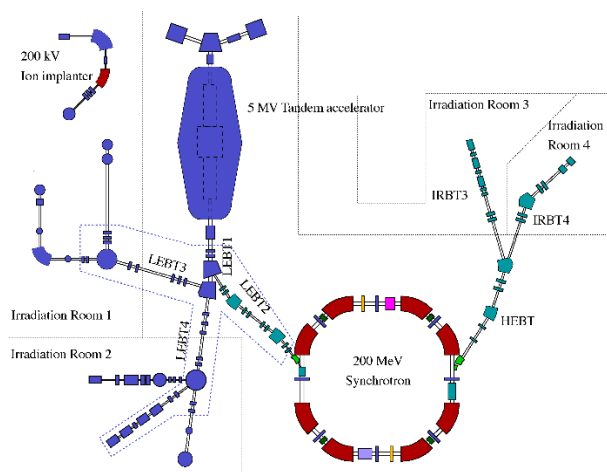 200 kV
Ion implanter
5 MV Tandem accelerator
Irradiation Room 3
Irradiation
Room 4
IRBT3
IRBT4
LEBT1
LEBT3
LEBT2
HEBT
Irradiation Room 1
LEBT4
Irradiation Room 2
200 MeV
Synchrotron